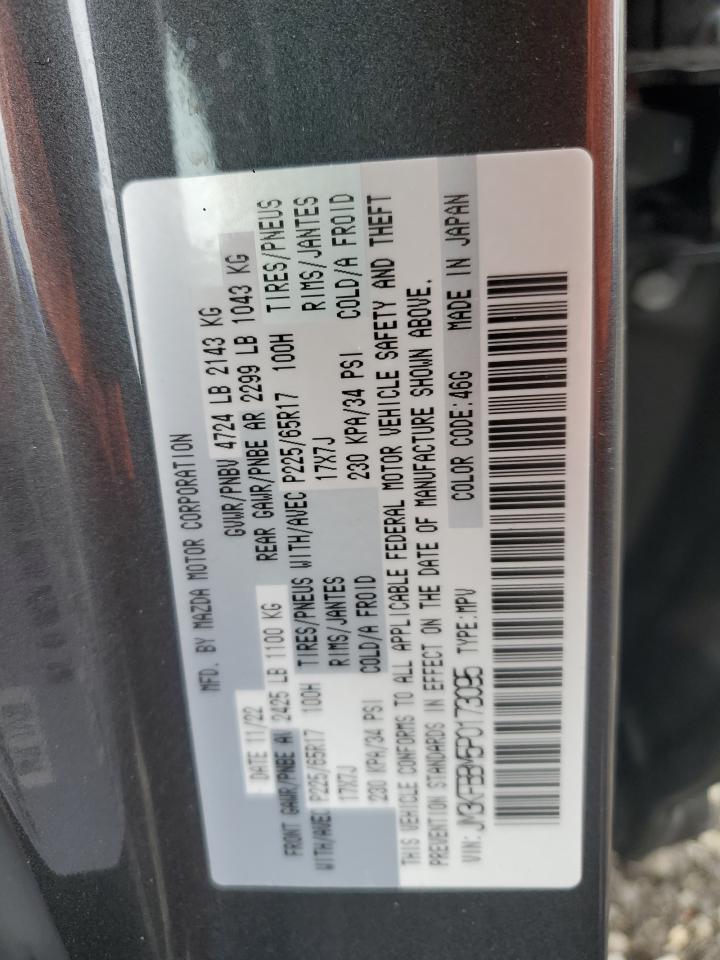 MFD. BY MAZDA MOTOR CORPORATION
DATE 11/22 GVWR/PNBV 4724 LB 2143 KG
FRONT GAWR/PNBE AV 2425 LB 1100 KG REAR GAWR/PNBE AR 2299 LB 1043 KG
WITH/AVEC P225/65R17 100H TIRES/PNEUS WITH/AVEC P225/65R17 100H TIRES/PNEUS
17X7J RIMS/JANTES 17X7J RIMS/JANTES
230 KPA/34 PSI COLD/A FROID 230 KPA/34 PSI COLD/A FROID
THIS VEHICLE CONFORMS TO ALL APPLICABLE FEDERAL MOTOR VEHICLE SAFETY AND THEFT
PREVENTION STANDARDS IN EFFECT ON THE DATE OF MANUFACTURE SHOWN ABOVE.
VIN: JM3KFBBM5P0173095 TYPE:MPV COLOR CODE:46G MADE IN JAPAN